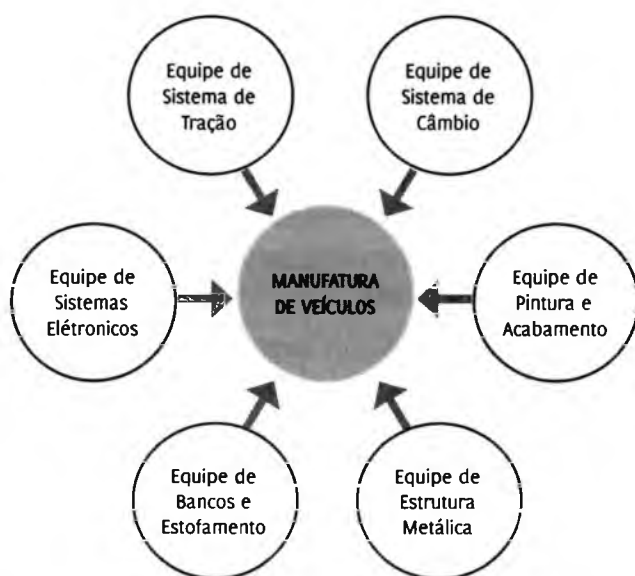 Equipe de
Sistema de
Tração
Equipe de
Sistema de
Câmbio
Equipe de
Sistemas
Elétronicos
MANUFATURA
DE VEÍCULOS
Equipe de
Pintura e
Acabamento
Equipe de
Bancos e
Estofamento
Equipe de
Estrutura
Metálica